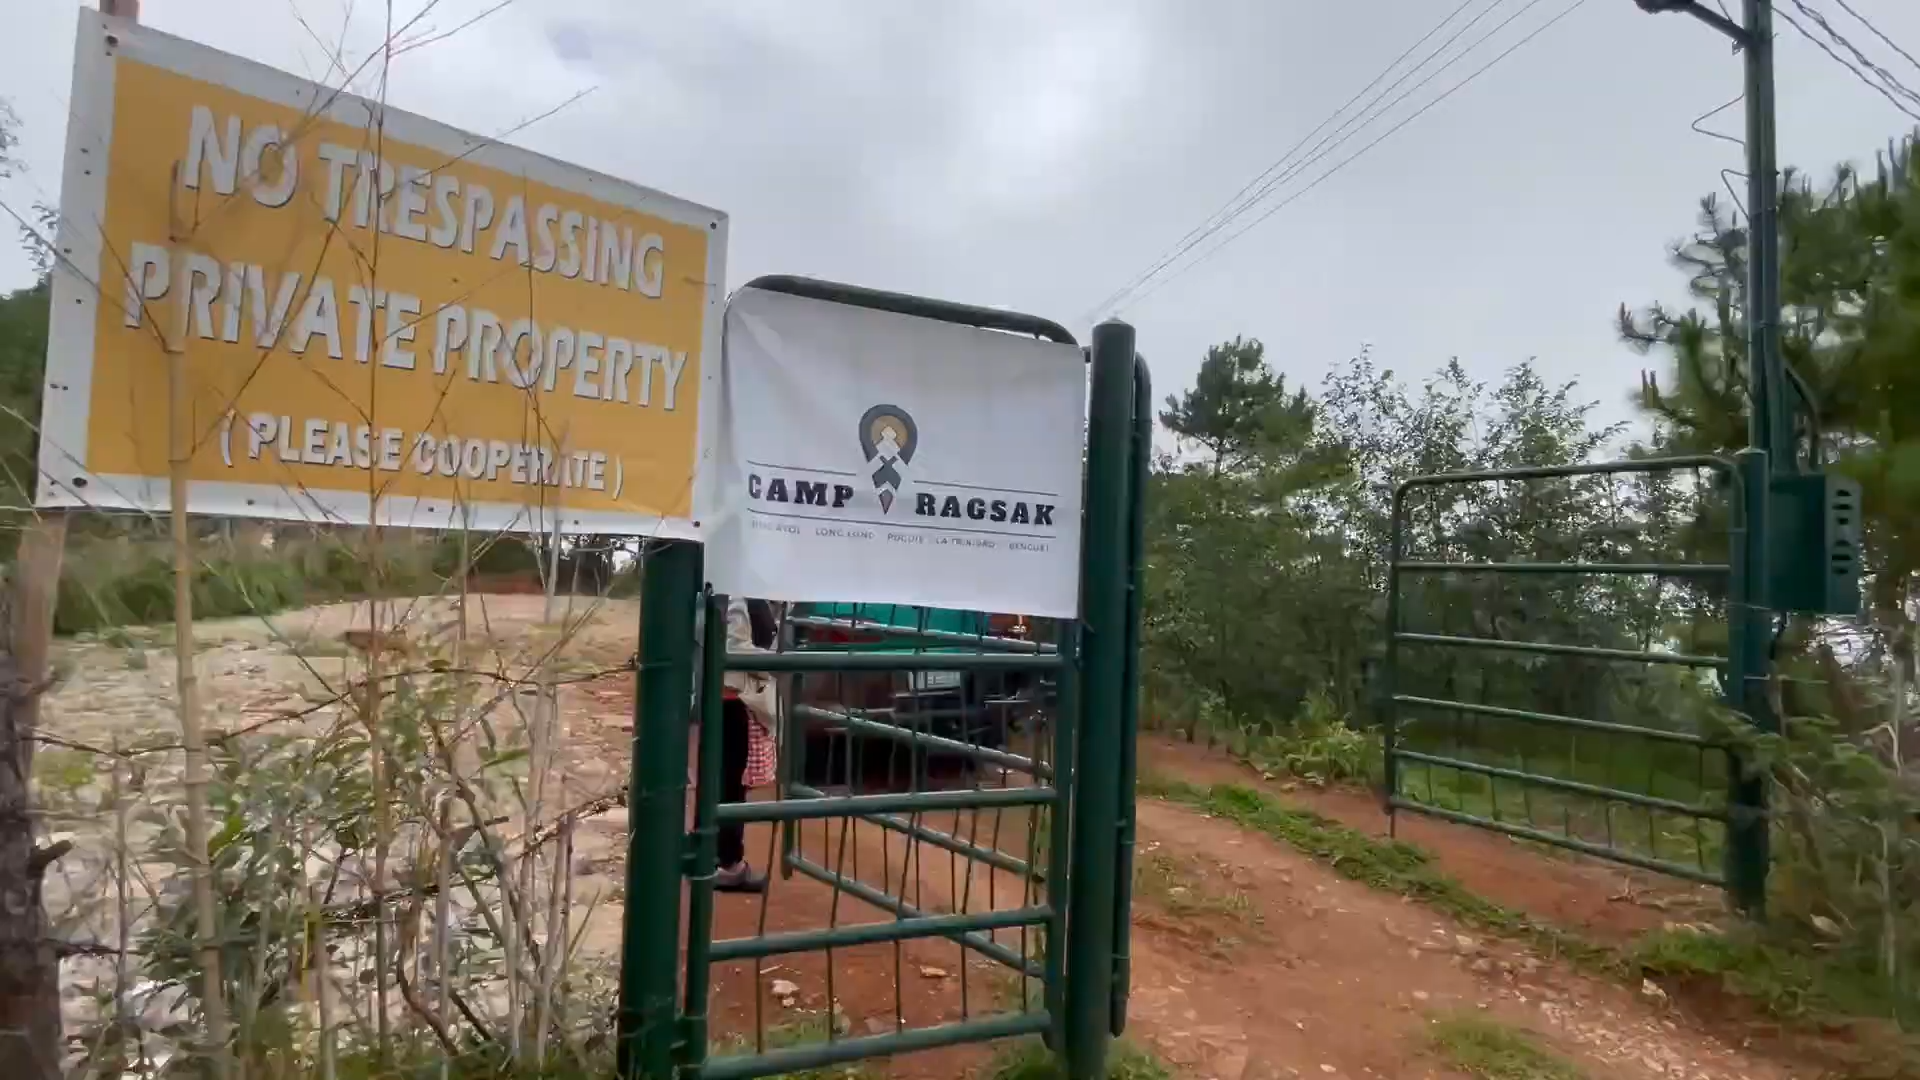 NO TRESPASSING
PRIVATE PROPERTY
( PLEASE COOPERATE )
CAMP RAGSAK
LONG LONG PUGUIS LA TRINIDAD BENGUET